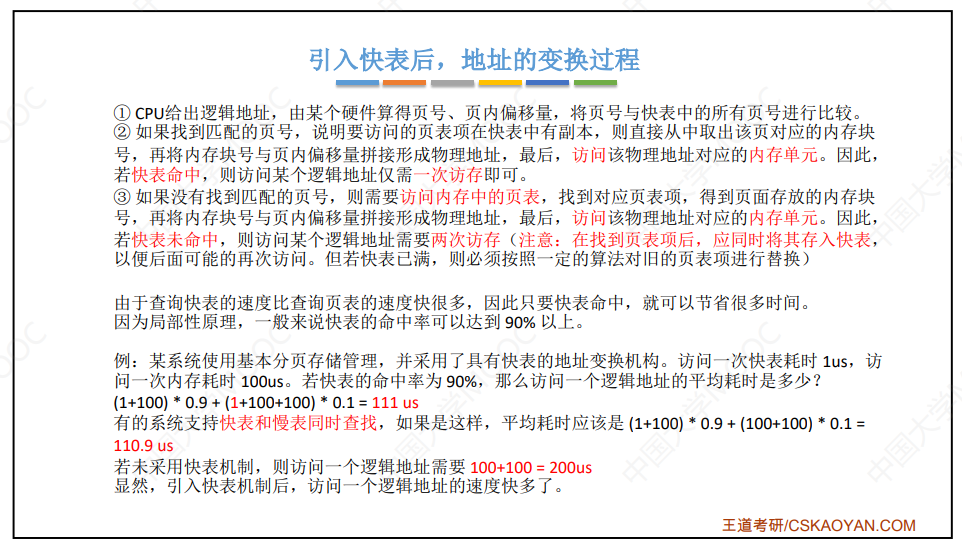 引入快表后，地址的变换过程
① CPU给出逻辑地址，由某个硬件算得页号、页内偏移量，将页号与快表中的所有页号进行比较。
② 如果找到匹配的页号，说明要访问的页表项在快表中有副本，则直接从中取出该页对应的内存块
号，再将内存块号与页内偏移量拼接形成物理地址，最后，访问该物理地址对应的内存单元。因此，
若快表命中，则访问某个逻辑地址仅需一次访存即可。
③ 如果没有找到匹配的页号，则需要访问内存中的页表，找到对应页表项，得到页面存放的内存块
号，再将内存块号与页内偏移量拼接形成物理地址，最后，访问该物理地址对应的内存单元。因此，
若快表未命中，则访问某个逻辑地址需要两次访存（注意：在找到页表项后，应同时将其存入快表，
以便后面可能的再次访问。但若快表已满，则必须按照一定的算法对旧的页表项进行替换）
由于查询快表的速度比查询页表的速度快很多，因此只要快表命中，就可以节省很多时间。
因为局部性原理，一般来说快表的命中率可以达到 90% 以上。
例：某系统使用基本分页存储管理，并采用了具有快表的地址变换机构。访问一次快表耗时 1us，访
问一次内存耗时 100us。若快表的命中率为 90%，那么访问一个逻辑地址的平均耗时是多少？
(1+100) * 0.9 + (1+100+100) * 0.1 = 111 us
有的系统支持快表和慢表同时查找，如果是这样，平均耗时应该是 (1+100) * 0.9 + (100+100) * 0.1 =
110.9 us
若未采用快表机制，则访问一个逻辑地址需要 100+100 = 200us
显然，引入快表机制后，访问一个逻辑地址的速度快多了。
王道考研/CSKAOYAN.COM